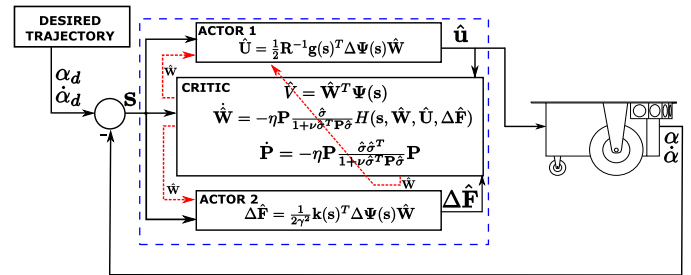 DESIRED
TRAJECTORY
α_d
α̇_d
s
-
ACTOR 1
Û = ½R⁻¹g(s)ᵀΔΨ(s)Ŵ
û
Ŵ
CRITIC
V̂ = ŴᵀΨ(s)
Ŵ̇ = -ηP σ̂/(1+νσ̂ᵀPσ̂) H(s, Ŵ, Û, ΔF̂)
Ṗ = -ηP σ̂σ̂ᵀ/(1+νσ̂ᵀPσ̂) P
Ŵ
Ŵ
ACTOR 2
ΔF̂ = 1/(2γ²) k(s)ᵀΔΨ(s)Ŵ
ΔF̂
α
α̇